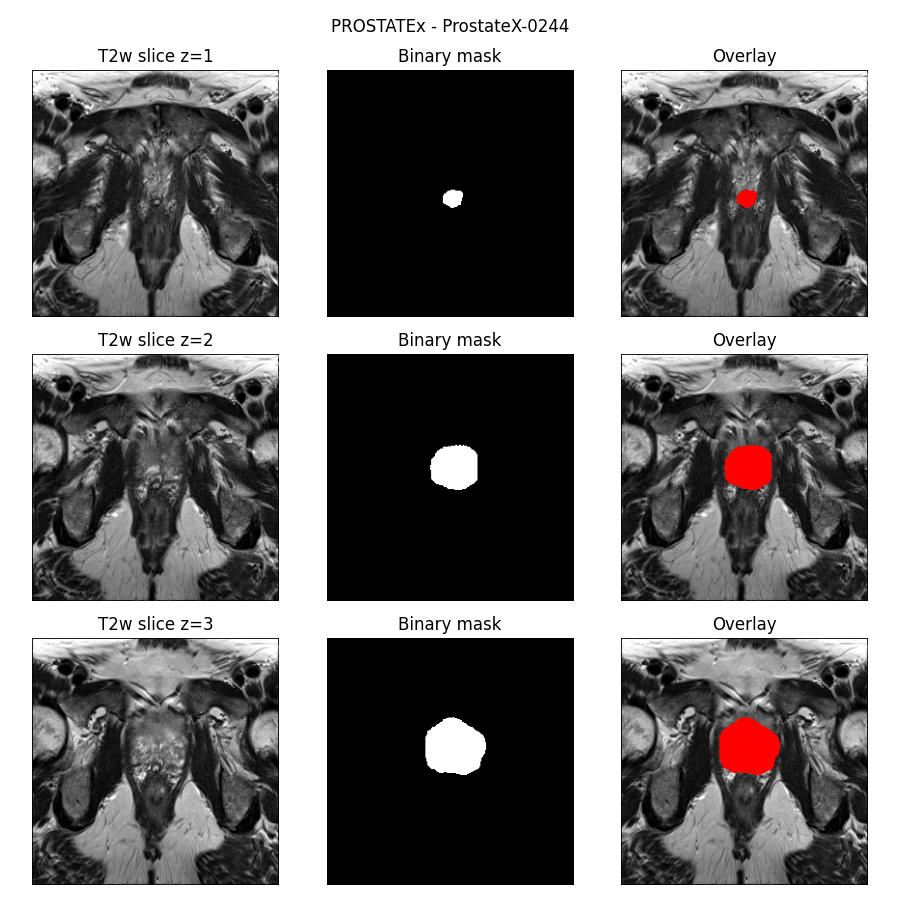 PROSTATEx - ProstateX-0244
T2w slice z=1 Binary mask Overlay
T2w slice z=2 Binary mask Overlay
T2w slice z=3 Binary mask Overlay